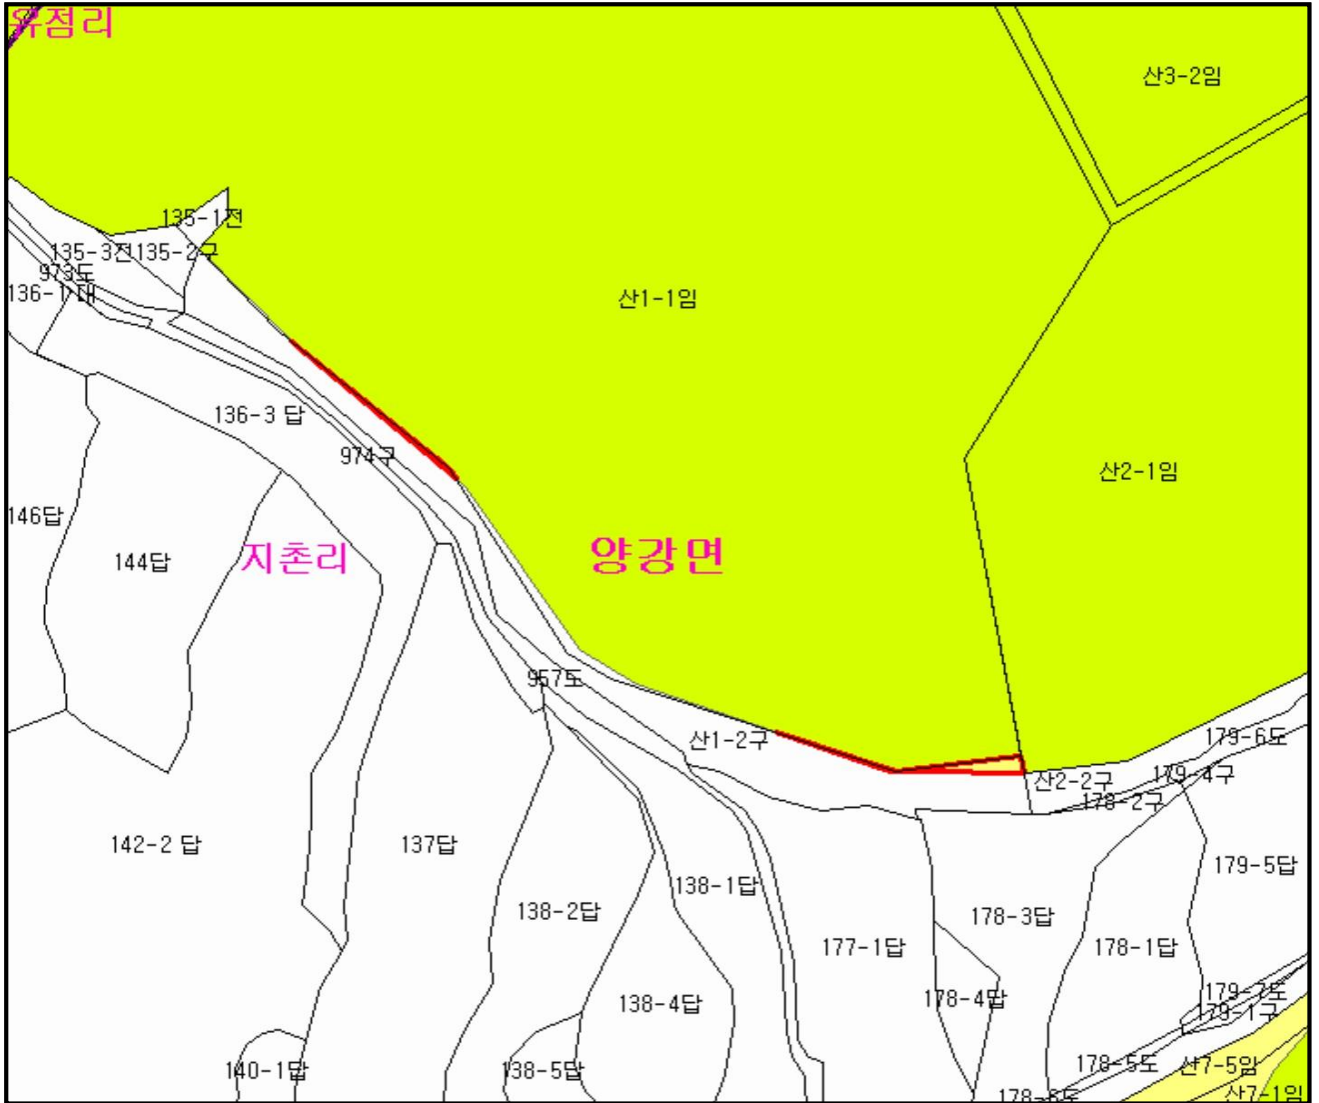 유점리
산3-2임
135-1전
135-3전 135-2구
973도
136-1대
산1-1임
136-3 답
974구
산2-1임
146답
144답
지촌리
양강면
957도
산1-2구
179-6도
산2-2구
179-4구
178-2구
142-2 답
137답
179-5답
138-1답
138-2답
178-3답
177-1답
178-1답
178-4답
138-4답
179-7도
179-1구
140-1답
138-5답
178-5도
산7-5임
178-6도
산7-1임